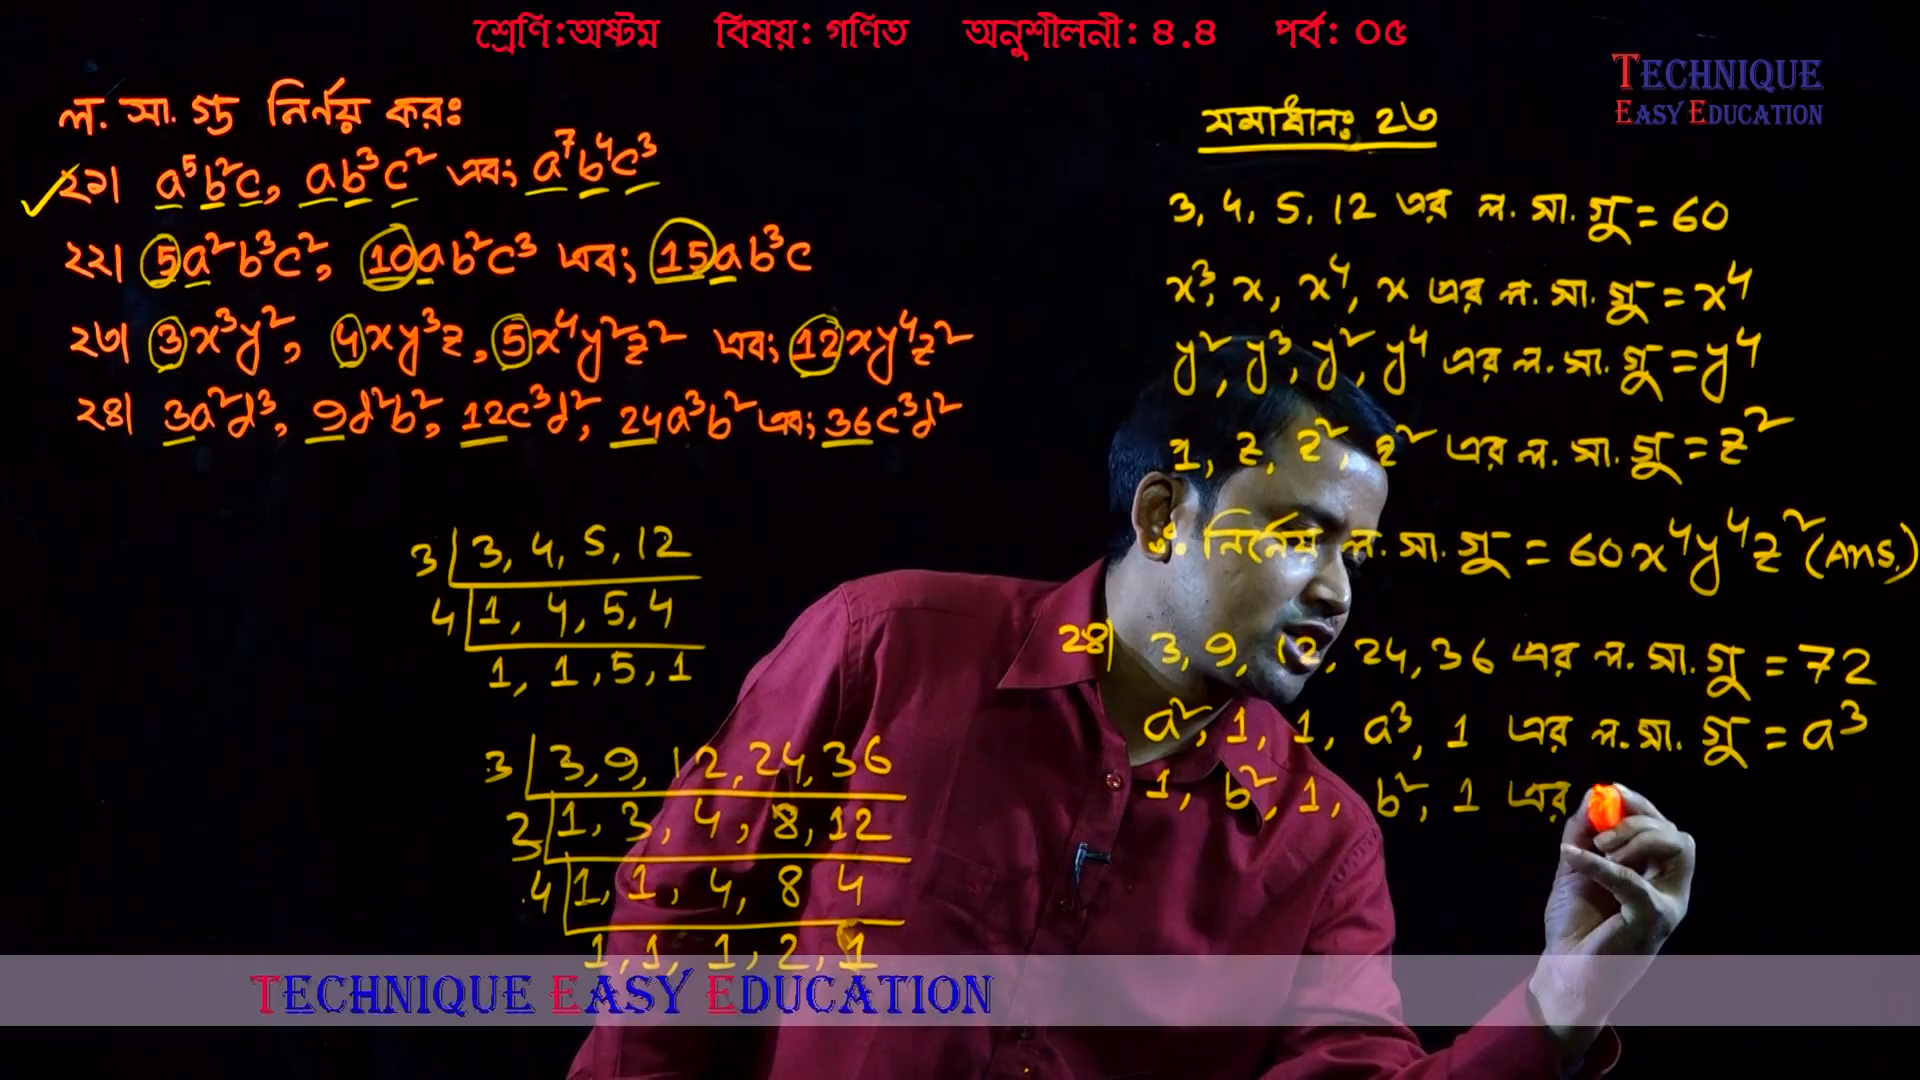 শ্রেণি:অষ্টম বিষয়: গণিত অনুশীলনী: ৪.৪ পর্ব: ০৫
TECHNIQUE
EASY EDUCATION
ল. সা. গু নির্ণয় করঃ
২১। a⁵b²c, ab³c² এবং a⁷b⁴c³
২২। 5a²b³c², 10ab²c³ এবং 15ab³c
২৩। 3x³y², 4xy³z, 5x⁴y²z² এবং 12xy⁴z²
২৪। 3a²d³, 9d²b², 12c³d², 24a³b² এবং 36c³d²
3 | 3, 4, 5, 12
4 | 1, 4, 5, 4
1, 1, 5, 1
3 | 3, 9, 12, 24, 36
3 | 1, 3, 4, 8, 12
4 | 1, 1, 4, 8 4
1, 1, 1, 2, 1
সমাধানঃ ২৩
3, 4, 5, 12 এর ল. সা. গু = 60
x³, x, x⁴, x এর ল. সা. গু = x⁴
y², y³, y², y⁴ এর ল. সা. গু = y⁴
1, z, z², z² এর ল. সা. গু = z²
∴ নির্ণেয় ল. সা. গু = 60x⁴y⁴z² (Ans.)
২৪| 3, 9, 12, 24, 36 এর ল. সা. গু = 72
a², 1, 1, a³, 1 এর ল. সা. গু = a³
1, b², 1, b², 1 এর
TECHNIQUE EASY EDUCATION